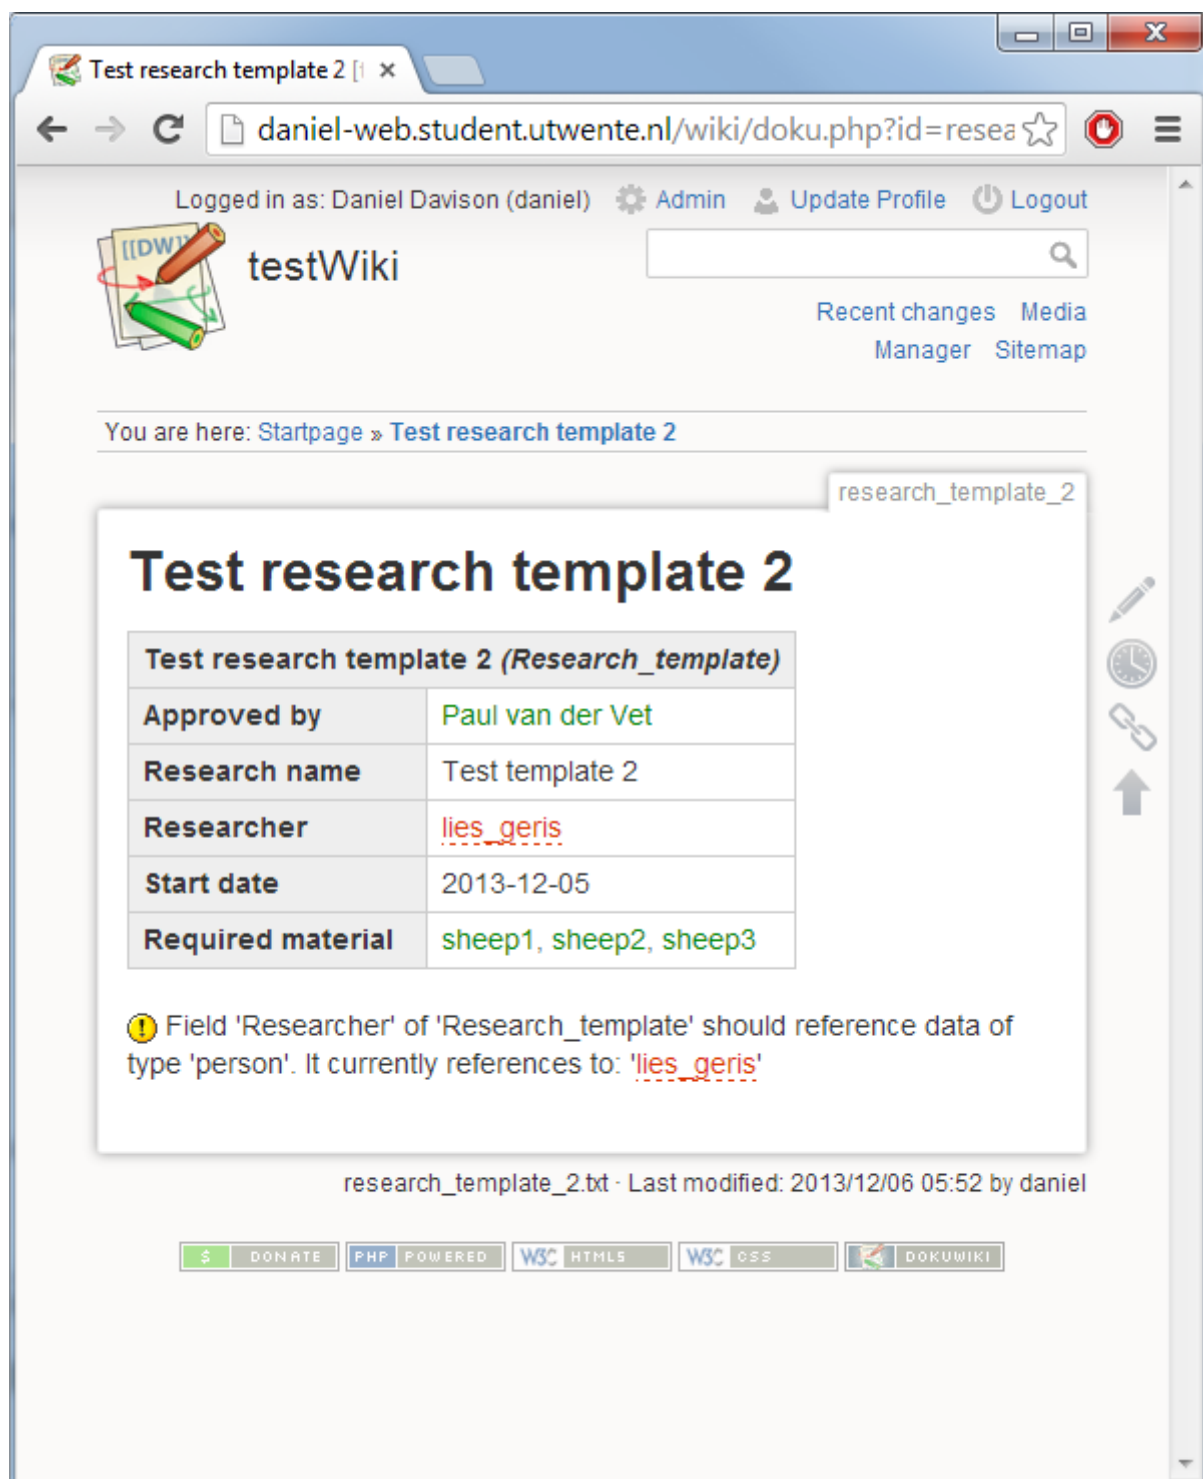 Test research template 2 [
daniel-web.student.utwente.nl/wiki/doku.php?id=resea
Logged in as: Daniel Davison (daniel) Admin Update Profile Logout
[[DW]]
testWiki
Recent changes Media
Manager Sitemap
You are here: Startpage » Test research template 2
research_template_2
Test research template 2
Test research template 2 (Research_template)
Approved by Paul van der Vet
Research name Test template 2
Researcher lies_geris
Start date 2013-12-05
Required material sheep1, sheep2, sheep3
Field 'Researcher' of 'Research_template' should reference data of
type 'person'. It currently references to: 'lies_geris'
research_template_2.txt · Last modified: 2013/12/06 05:52 by daniel
$ DONATE PHP POWERED W3C HTML5 W3C CSS DOKUWIKI